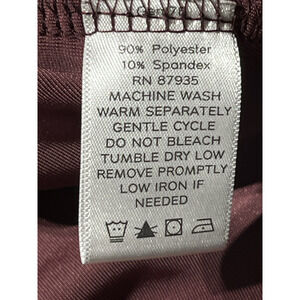 90% Polyester
10% Spandex
RN 87935
MACHINE WASH
WARM SEPARATELY
GENTLE CYCLE
DO NOT BLEACH
TUMBLE DRY LOW
REMOVE PROMPTLY
LOW IRON IF
NEEDED